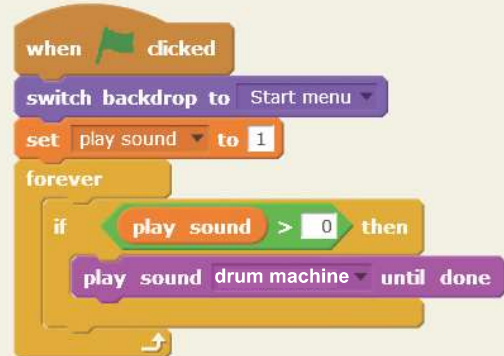 when clicked
switch backdrop to Start menu
set play sound to 1
forever
if play sound > 0 then
play sound drum machine until done